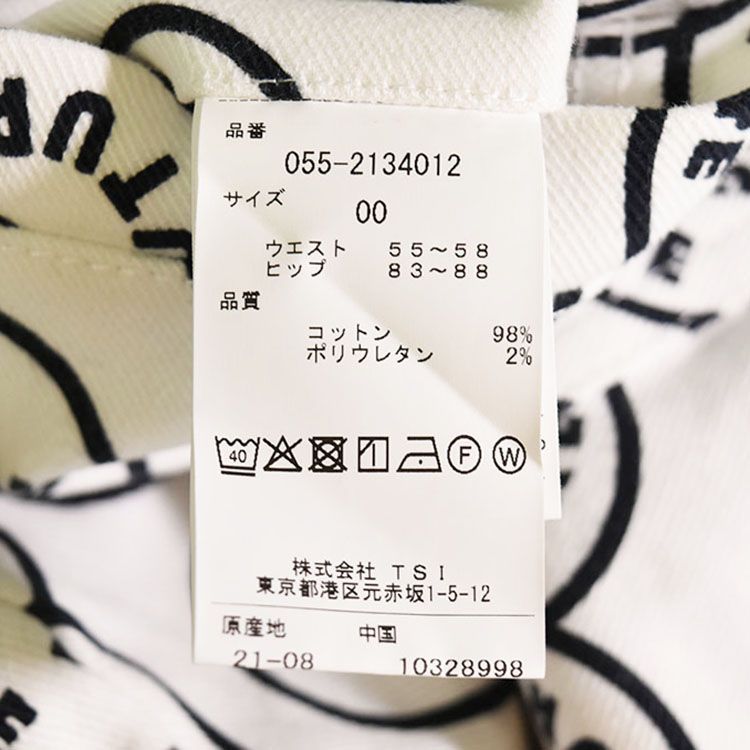 品番
055-2134012
サイズ
00
ウエスト 55～58
ヒップ 83～88
品質
コットン 98%
ポリウレタン 2%
40
F W
株式会社 TSI
東京都港区元赤坂1-5-12
原産地 中国
21-08 10328998